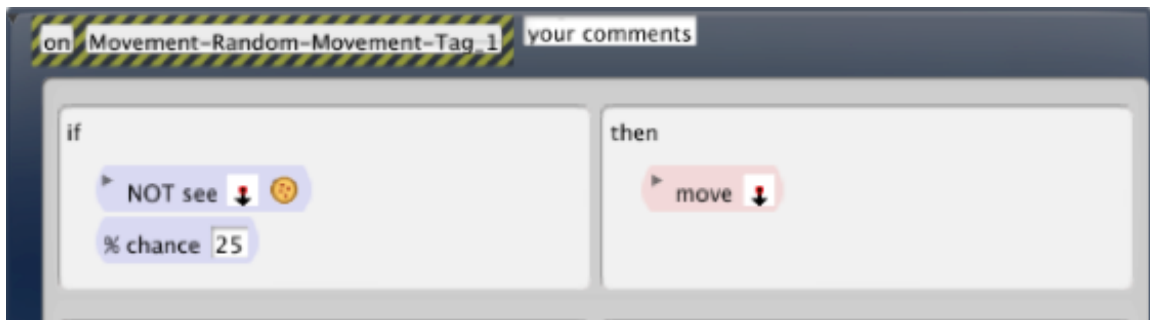 on Movement-Random-Movement-Tag_1 your comments
if
NOT see
% chance 25
then
move